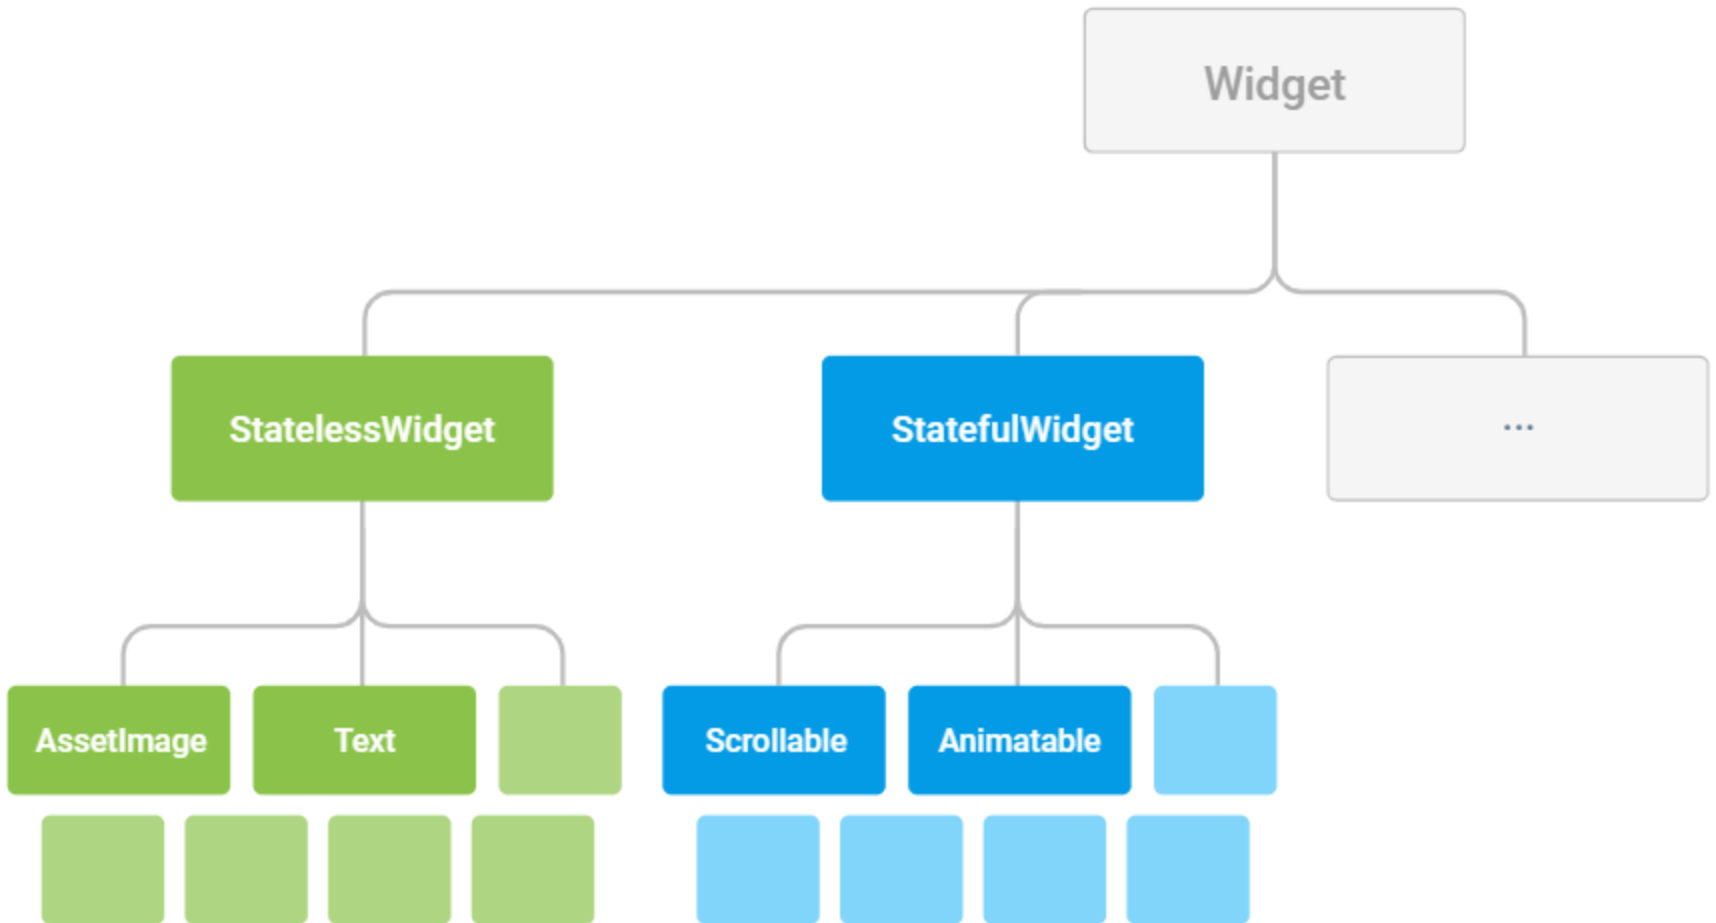 Widget
StatelessWidget
StatefulWidget
...
AssetImage
Text
Scrollable
Animatable